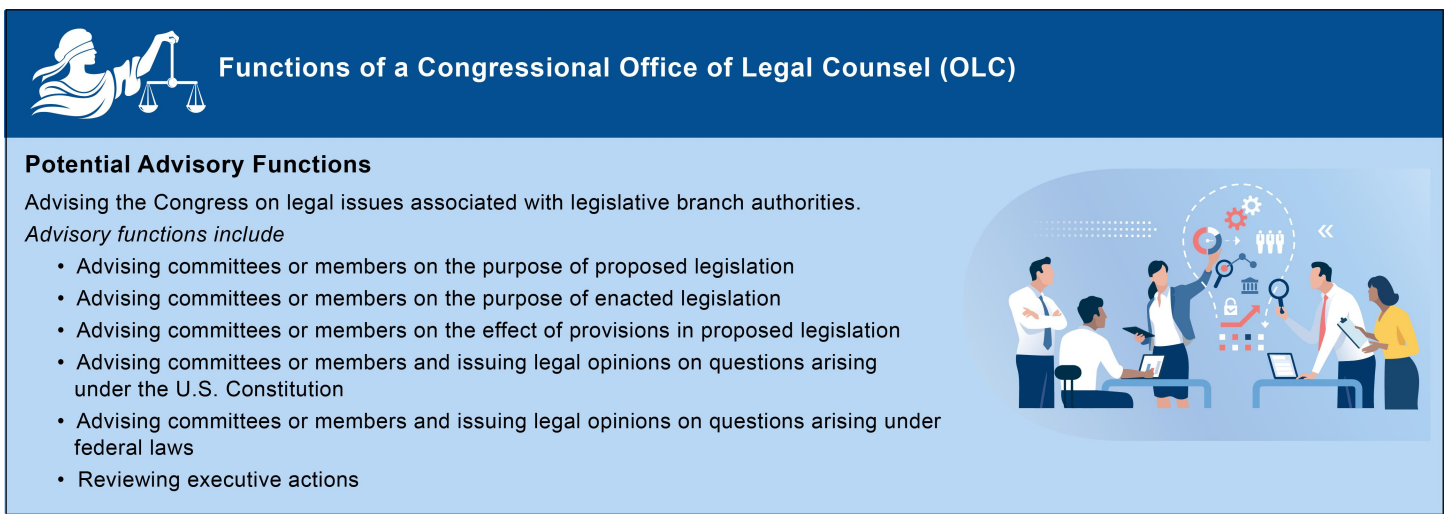 Functions of a Congressional Office of Legal Counsel (OLC)
Potential Advisory Functions
Advising the Congress on legal issues associated with legislative branch authorities.
Advisory functions include
• Advising committees or members on the purpose of proposed legislation
• Advising committees or members on the purpose of enacted legislation
• Advising committees or members on the effect of provisions in proposed legislation
• Advising committees or members and issuing legal opinions on questions arising
under the U.S. Constitution
• Advising committees or members and issuing legal opinions on questions arising under
federal laws
• Reviewing executive actions